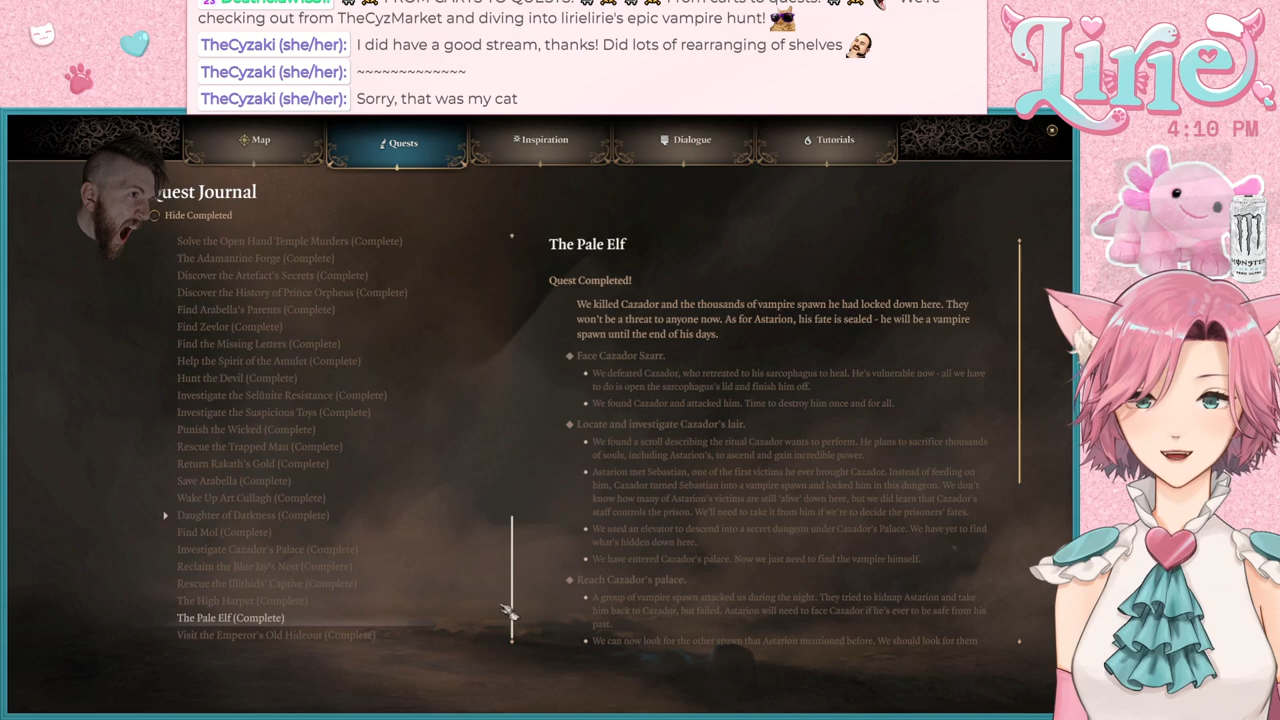 FROM CARTS TO QUESTS! From carts to quests! We're
checking out from TheCyzMarket and diving into lirielirie's epic vampire hunt!
TheCyzaki (she/her): I did have a good stream, thanks! Did lots of rearranging of shelves
TheCyzaki (she/her): ~~~~~~~~~~~~~
TheCyzaki (she/her): Sorry, that was my cat
Lirie
4:10 PM
Map
Quests
Inspiration
Dialogue
Tutorials
Quest Journal
Hide Completed
Solve the Open Hand Temple Murders (Complete)
The Adamantine Forge (Complete)
Discover the Artefact's Secrets (Complete)
Discover the History of Prince Orpheus (Complete)
Find Arabella's Parents (Complete)
Find Zevlor (Complete)
Find the Missing Letters (Complete)
Help the Spirit of the Amulet (Complete)
Hunt the Devil (Complete)
Investigate the Selûnite Resistance (Complete)
Investigate the Suspicious Toys (Complete)
Punish the Wicked (Complete)
Rescue the Trapped Man (Complete)
Return Rakath's Gold (Complete)
Save Arabella (Complete)
Wake Up Art Cullagh (Complete)
Daughter of Darkness (Complete)
Find Mol (Complete)
Investigate Cazador's Palace (Complete)
Reclaim the Blue Jay's Nest (Complete)
Rescue the Illithids' Captive (Complete)
The High Harper (Complete)
The Pale Elf (Complete)
Visit the Emperor's Old Hideout (Complete)
The Pale Elf
Quest Completed!
We killed Cazador and the thousands of vampire spawn he had locked down here. They
won't be a threat to anyone now. As for Astarion, his fate is sealed - he will be a vampire
spawn until the end of his days.
Face Cazador Szarr.
We defeated Cazador, who retreated to his sarcophagus to heal. He's vulnerable now - all we have
to do is open the sarcophagus's lid and finish him off.
We found Cazador and attacked him. Time to destroy him once and for all.
Locate and investigate Cazador's lair.
We found a scroll describing the ritual Cazador wants to perform. He plans to sacrifice thousands
of souls, including Astarion's, to ascend and gain incredible power.
Astarion met Sebastian, one of the first victims he ever brought Cazador. Instead of feeding on
him, Cazador turned Sebastian into a vampire spawn and locked him in this dungeon. We don't
know how many of Astarion's victims are still 'alive' down here, but we did learn that Cazador's
staff controls the prison. We'll need to take it from him if we're to decide the prisoners' fates.
We used an elevator to descend into a secret dungeon under Cazador's Palace. We have yet to find
what's hidden down here.
We have entered Cazador's palace. Now we just need to find the vampire himself.
Reach Cazador's palace.
A group of vampire spawn attacked us during the night. They tried to kidnap Astarion and take
him back to Cazador, but failed. Astarion will need to face Cazador if he's ever to be safe from his
past.
We can now look for the other spawn that Astarion mentioned before. We should look for them
MONSTER